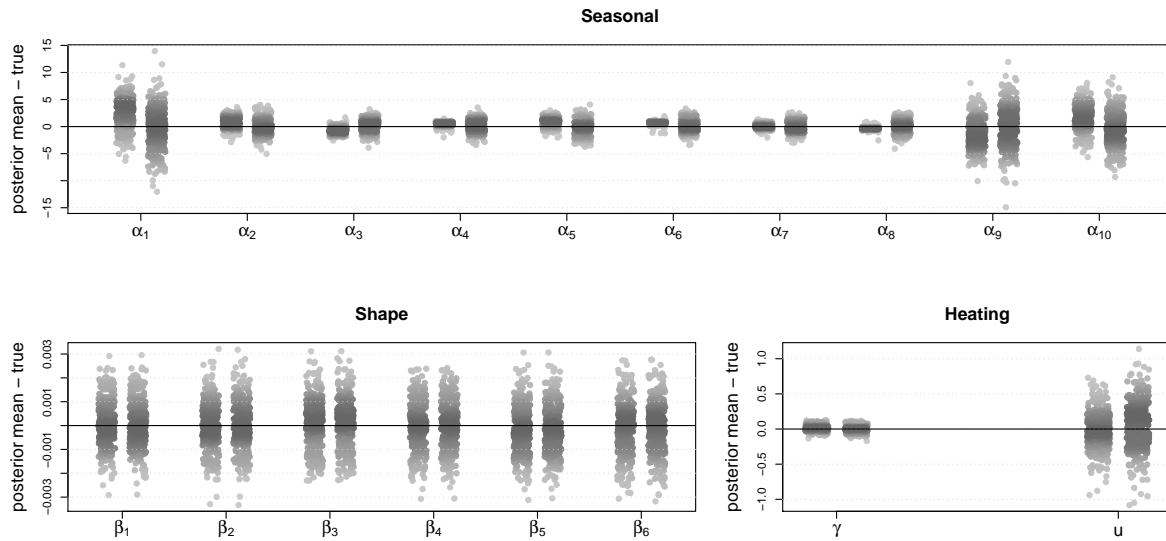 Seasonal
posterior mean − true
15
10
5
0
−5
−15
α1 α2 α3 α4 α5 α6 α7 α8 α9 α10
Shape
posterior mean − true
0.003
0.001
−0.001
−0.003
β1 β2 β3 β4 β5 β6
Heating
posterior mean − true
1.0
0.5
0.0
−0.5
−1.0
γ u